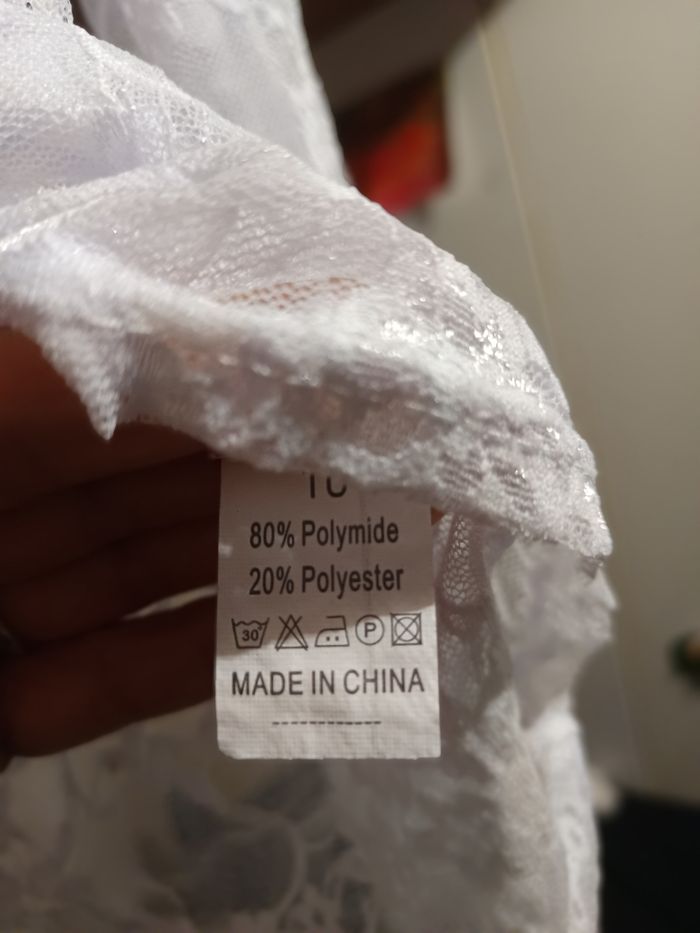 80% Polymide
20% Polyester
30° P
MADE IN CHINA
------------